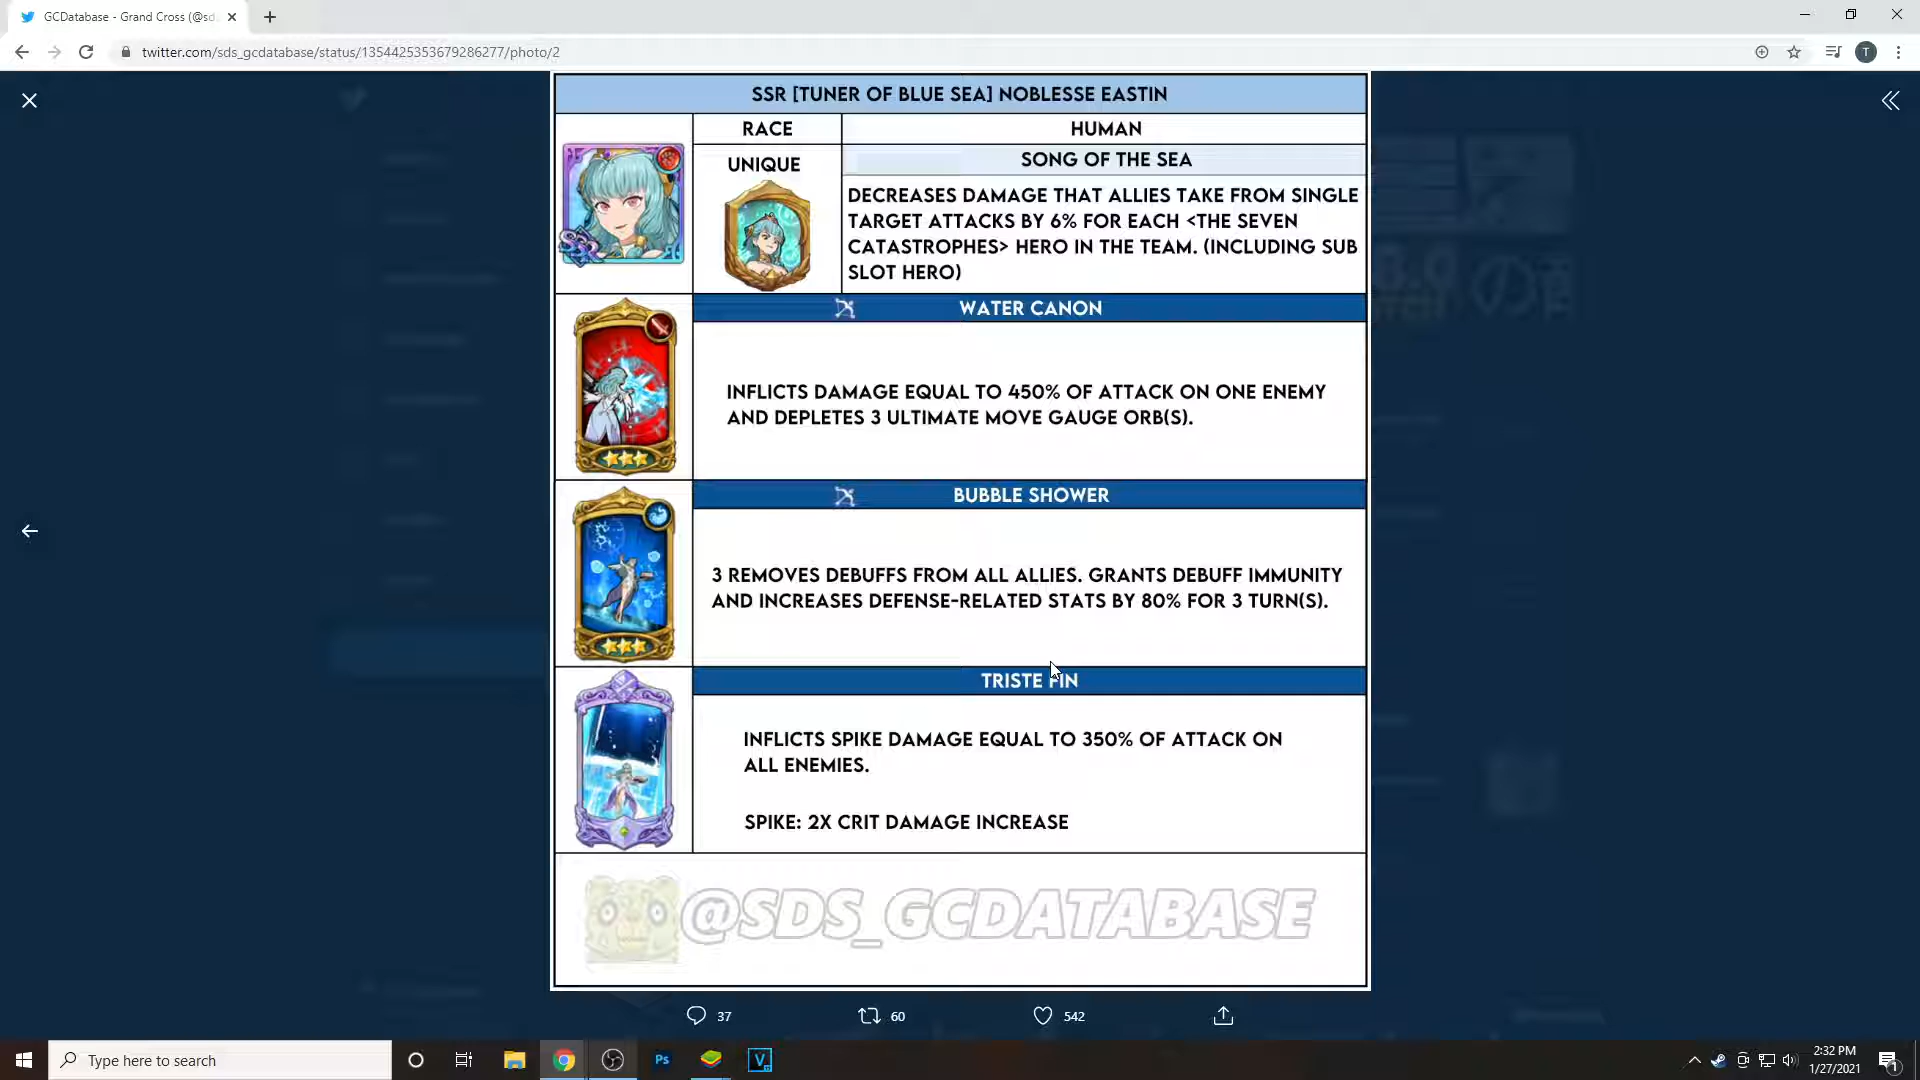 GCDatabase - Grand Cross (@sd
twitter.com/sds_gcdatabase/status/1354425353679286277/photo/2
T
SSR [TUNER OF BLUE SEA] NOBLESSE EASTIN
RACE
HUMAN
UNIQUE
SONG OF THE SEA
DECREASES DAMAGE THAT ALLIES TAKE FROM SINGLE
TARGET ATTACKS BY 6% FOR EACH <THE SEVEN
CATASTROPHES> HERO IN THE TEAM. (INCLUDING SUB
SLOT HERO)
SSR
WATER CANON
INFLICTS DAMAGE EQUAL TO 450% OF ATTACK ON ONE ENEMY
AND DEPLETES 3 ULTIMATE MOVE GAUGE ORB(S).
BUBBLE SHOWER
3 REMOVES DEBUFFS FROM ALL ALLIES. GRANTS DEBUFF IMMUNITY
AND INCREASES DEFENSE-RELATED STATS BY 80% FOR 3 TURN(S).
TRISTE FIN
INFLICTS SPIKE DAMAGE EQUAL TO 350% OF ATTACK ON
ALL ENEMIES.
SPIKE: 2X CRIT DAMAGE INCREASE
@SDS_GCDATABASE
37
60
542
Type here to search
Ps
V
2:32 PM
1/27/2021
1